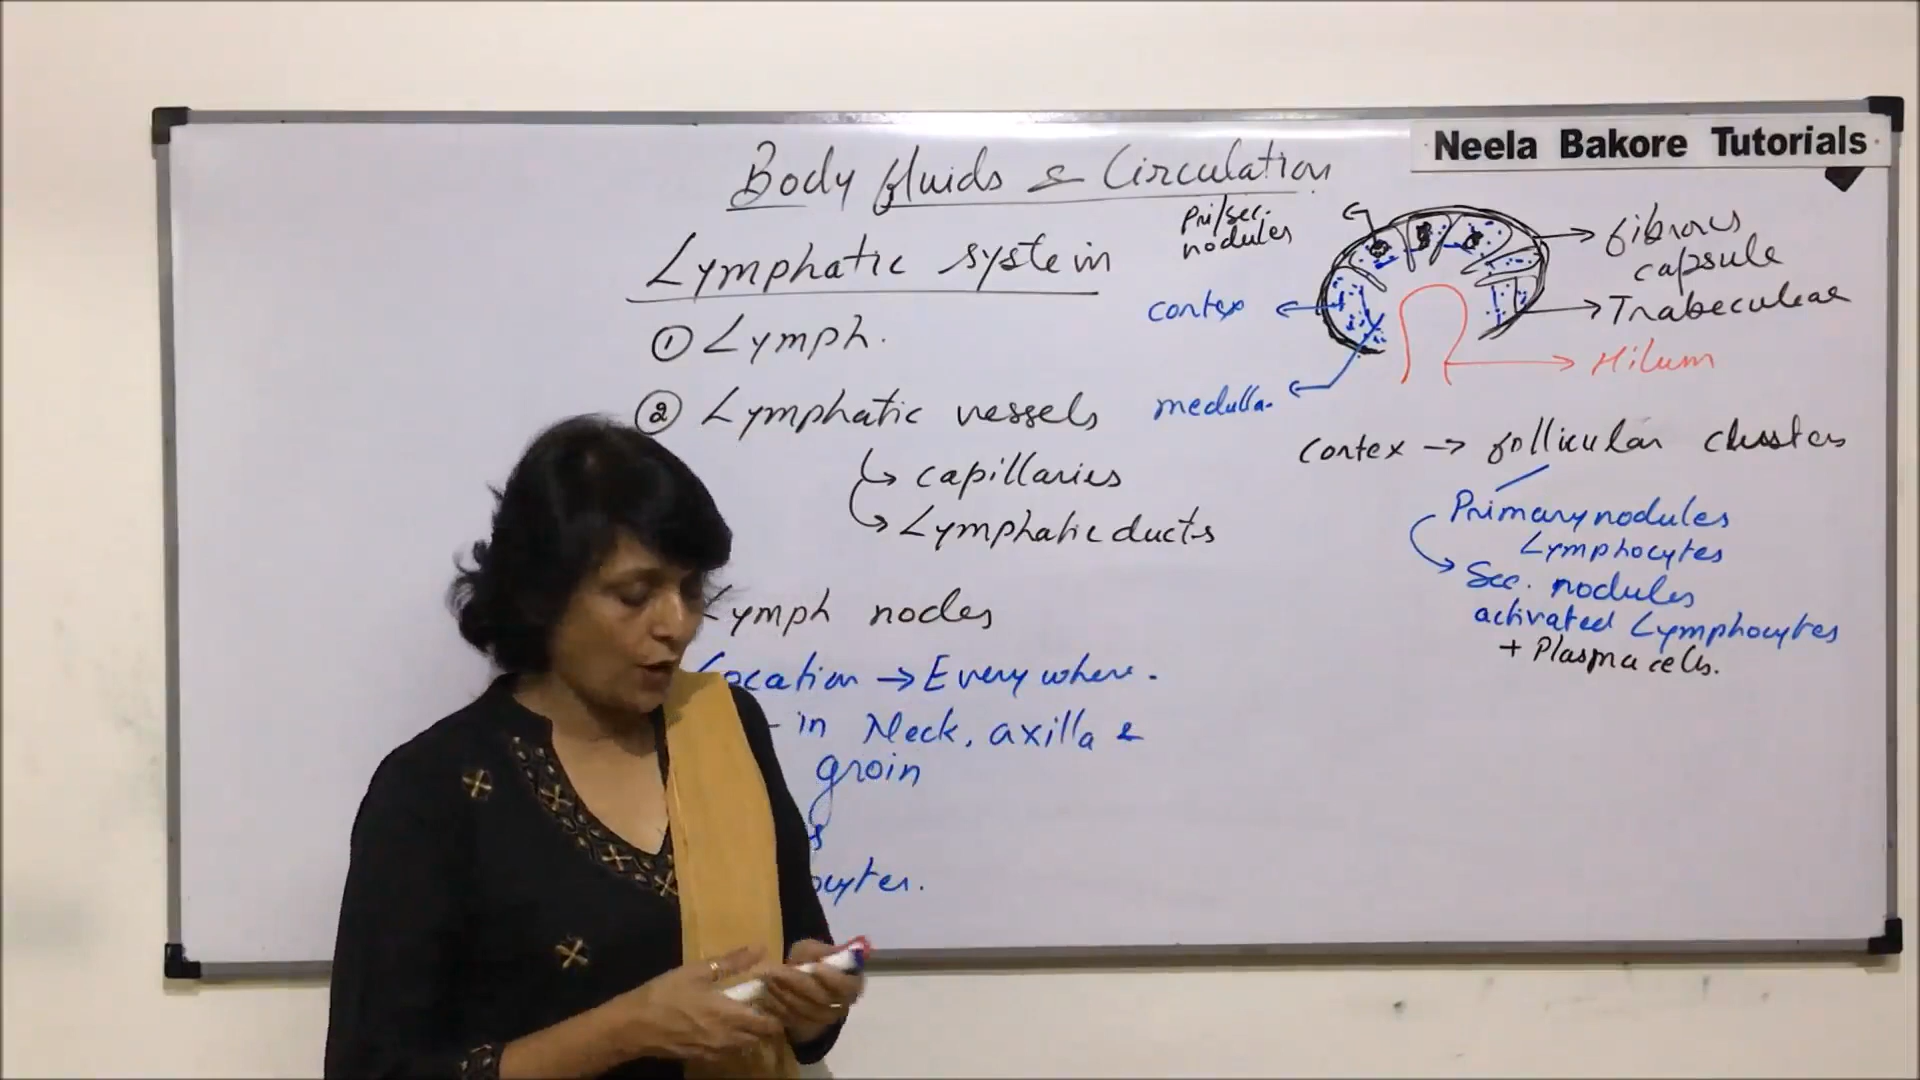 Neela Bakore Tutorials
Body fluids & Circulation
Lymphatic system
① Lymph.
② Lymphatic vessels
capillaries
Lymphatic ducts
Lymph nodes
Location → Everywhere.
- in Neck, axilla &
groin
pri/sec.
nodules
cortex
medulla.
fibrous
capsule
Trabeculae
Hilum
cortex → follicular clusters
Primary nodules
Lymphocytes
Sec. nodules
activated Lymphocytes
+ Plasma cells.